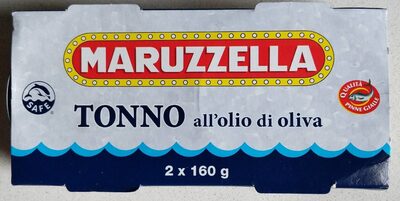 MARUZZELLA
SAFE
TONNO all'olio di oliva
QUALITÀ
PINNE GIALLE
2 x 160 g